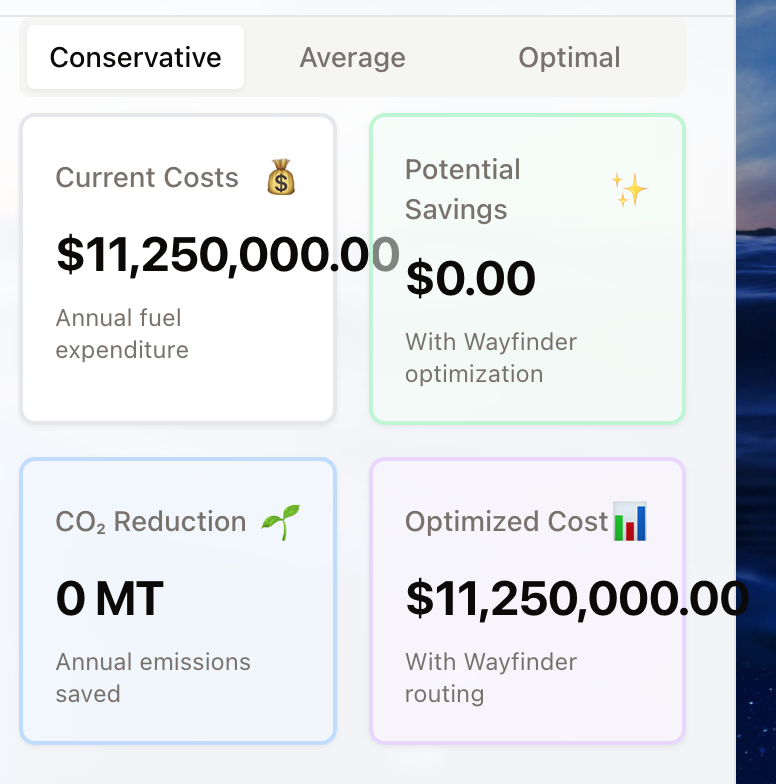 Conservative Average Optimal
Current Costs
$11,250,000.00
Annual fuel
expenditure
Potential
Savings
$0.00
With Wayfinder
optimization
CO₂ Reduction
0 MT
Annual emissions
saved
Optimized Cost
$11,250,000.00
With Wayfinder
routing